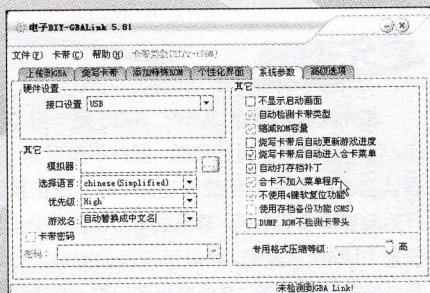 电子DIY-GBALink 5.81
文件(F) 卡带(C) 帮助(H)
上传到GBA 烧写卡带 添加特殊ROM 个性化界面 系统参数 高级选项
硬件设置
接口设置 USB
其它
模拟器:
选择语言: chinese(Simplified)
优先级: High
游戏名: 自动替换成中文名
卡带密码
密码:
其它
不显示启动画面
自动检测卡带类型
缩减ROM容量
烧写卡带后自动更新游戏进度
烧写卡带后自动进入合卡菜单
自动打存档补丁
合卡不加入菜单程序
不使用4键软复位功能
使用存档备份功能(SMS)
DUMP ROM不检测卡带头
专用格式压缩等级: 高
未检测到GBA Link!